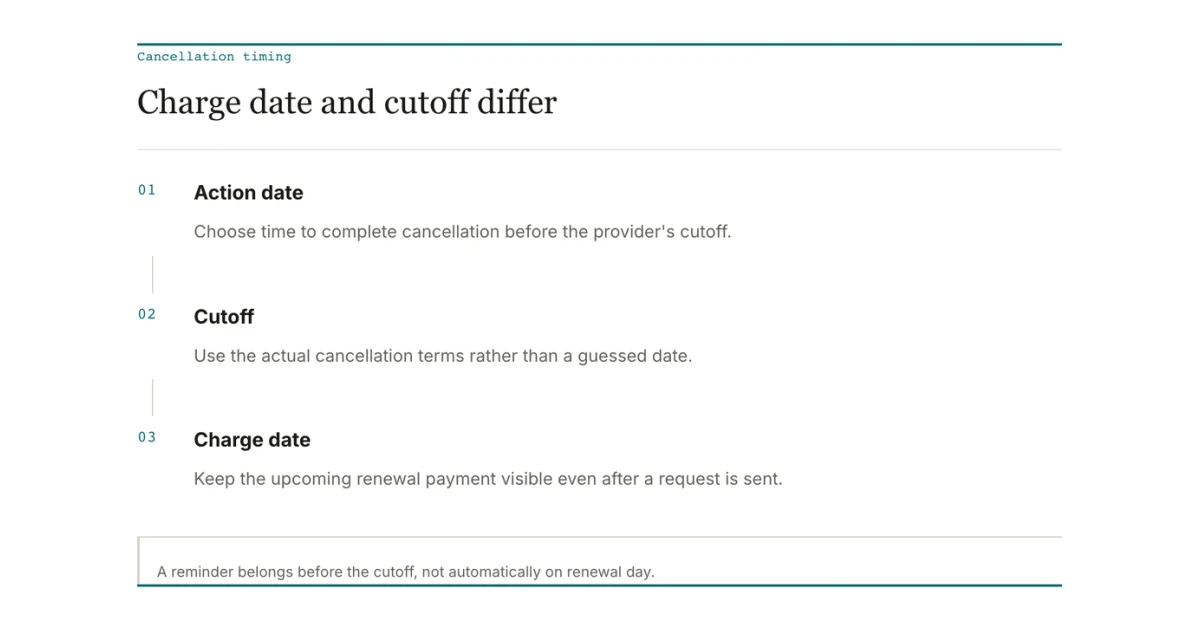 Cancellation timing
Charge date and cutoff differ
01
Action date
Choose time to complete cancellation before the provider's cutoff.
02
Cutoff
Use the actual cancellation terms rather than a guessed date.
03
Charge date
Keep the upcoming renewal payment visible even after a request is sent.
A reminder belongs before the cutoff, not automatically on renewal day.